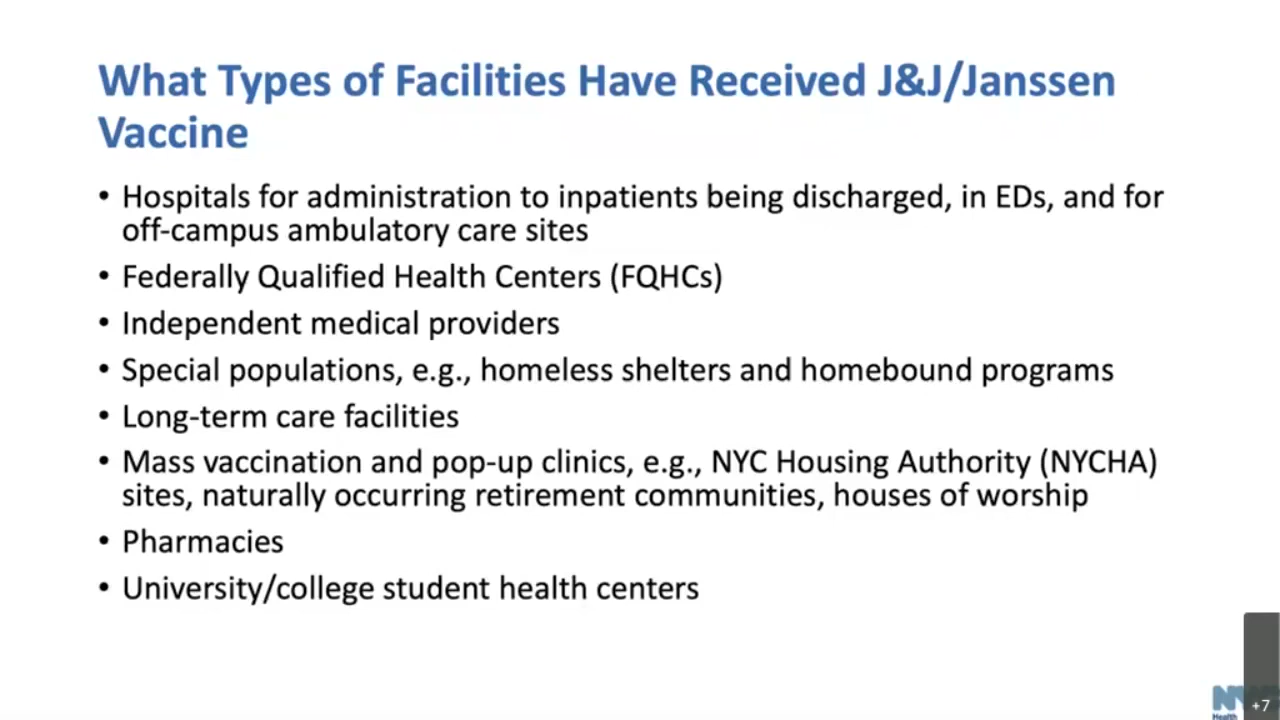 What Types of Facilities Have Received J&J/Janssen
Vaccine
• Hospitals for administration to inpatients being discharged, in EDs, and for
off-campus ambulatory care sites
• Federally Qualified Health Centers (FQHCs)
• Independent medical providers
• Special populations, e.g., homeless shelters and homebound programs
• Long-term care facilities
• Mass vaccination and pop-up clinics, e.g., NYC Housing Authority (NYCHA)
sites, naturally occurring retirement communities, houses of worship
• Pharmacies
• University/college student health centers
Health
+7